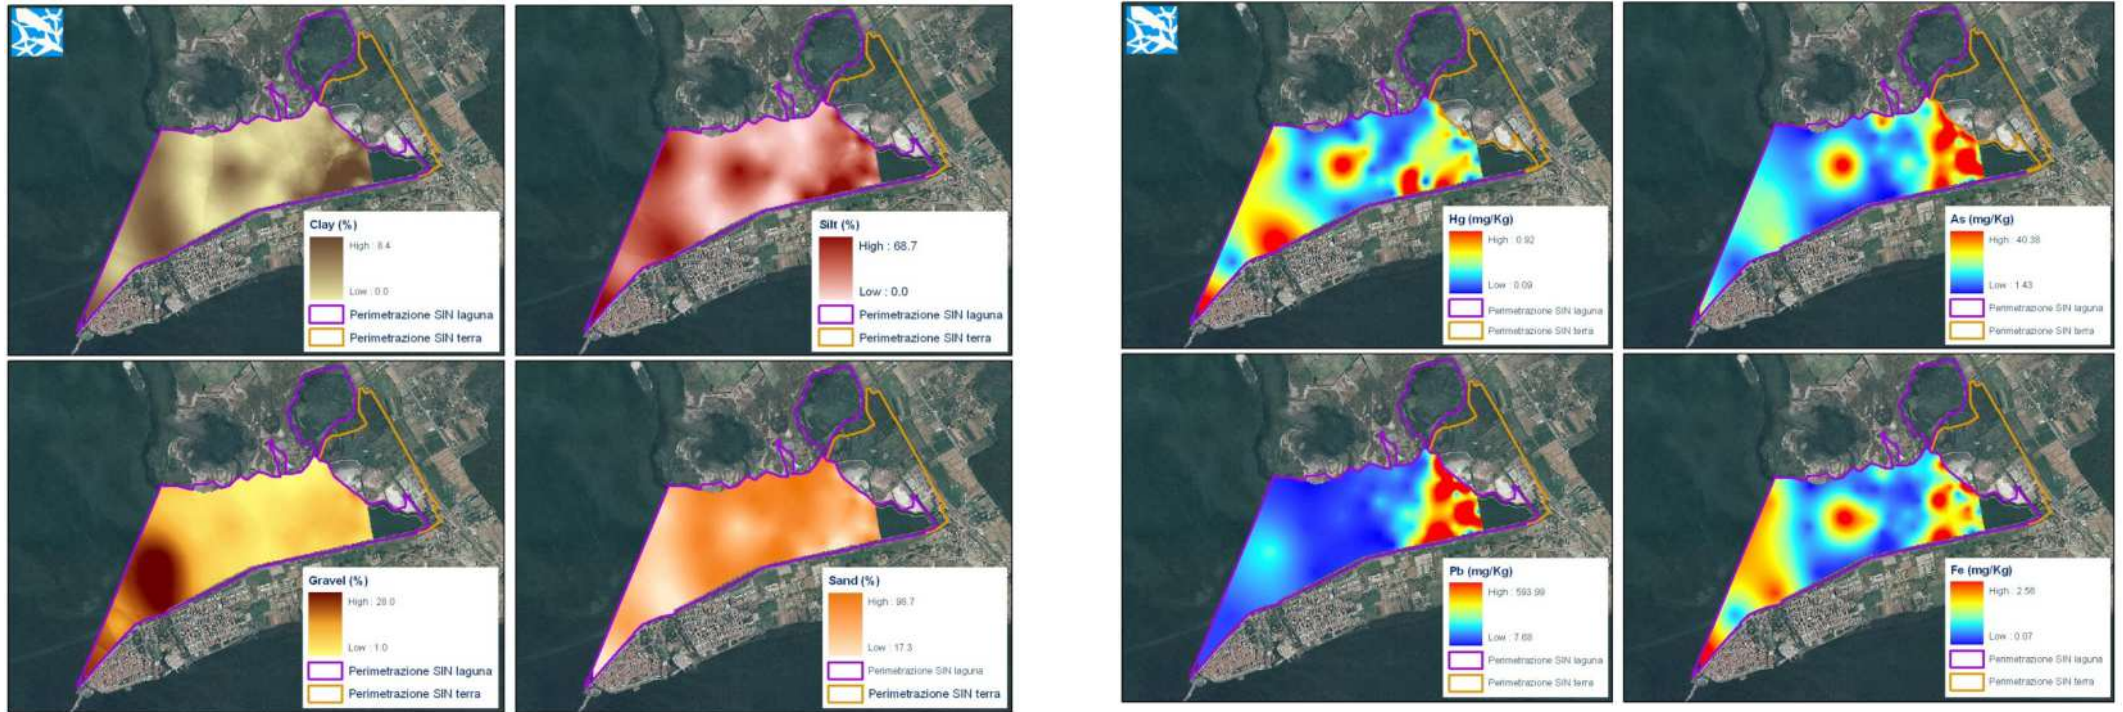 Clay (%)
High : 8.4
Low : 0.0
Perimetrazione SIN laguna
Perimetrazione SIN terra
Silt (%)
High : 68.7
Low : 0.0
Perimetrazione SIN laguna
Perimetrazione SIN terra
Hg (mg/Kg)
High : 0.92
Low : 0.09
Perimetrazione SIN laguna
Perimetrazione SIN terra
As (mg/Kg)
High : 40.38
Low : 1.43
Perimetrazione SIN laguna
Perimetrazione SIN terra
Gravel (%)
High : 28.0
Low : 1.0
Perimetrazione SIN laguna
Perimetrazione SIN terra
Sand (%)
High : 98.7
Low : 17.3
Perimetrazione SIN laguna
Perimetrazione SIN terra
Pb (mg/Kg)
High : 593.99
Low : 7.68
Perimetrazione SIN laguna
Perimetrazione SIN terra
Fe (mg/Kg)
High : 2.56
Low : 0.07
Perimetrazione SIN laguna
Perimetrazione SIN terra